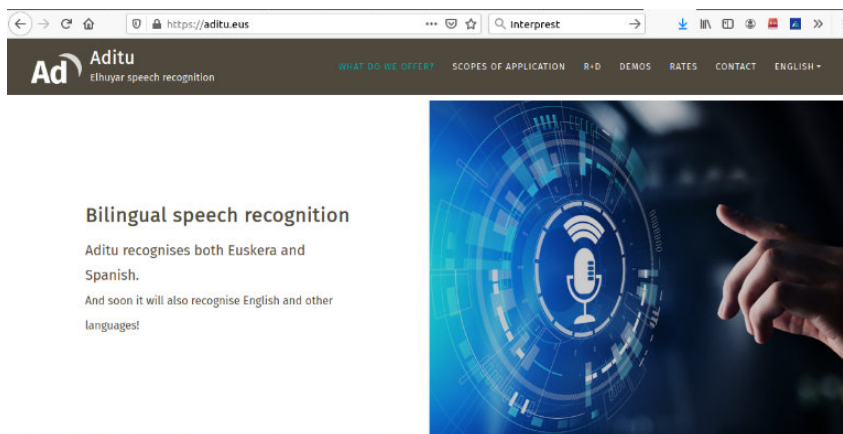 https://aditu.eus
Interprest
Ad
Aditu
Elhuyar speech recognition
WHAT DO WE OFFER?
SCOPES OF APPLICATION
R+D
DEMOS
RATES
CONTACT
ENGLISH
Bilingual speech recognition
Aditu recognises both Euskera and
Spanish.
And soon it will also recognise English and other
languages!